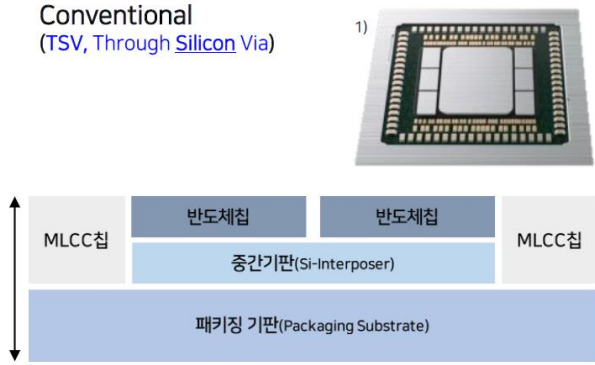 Conventional
(TSV, Through Silicon Via)
1)
MLCC칩
반도체칩
반도체칩
MLCC칩
중간기판(Si-Interposer)
패키징 기판(Packaging Substrate)